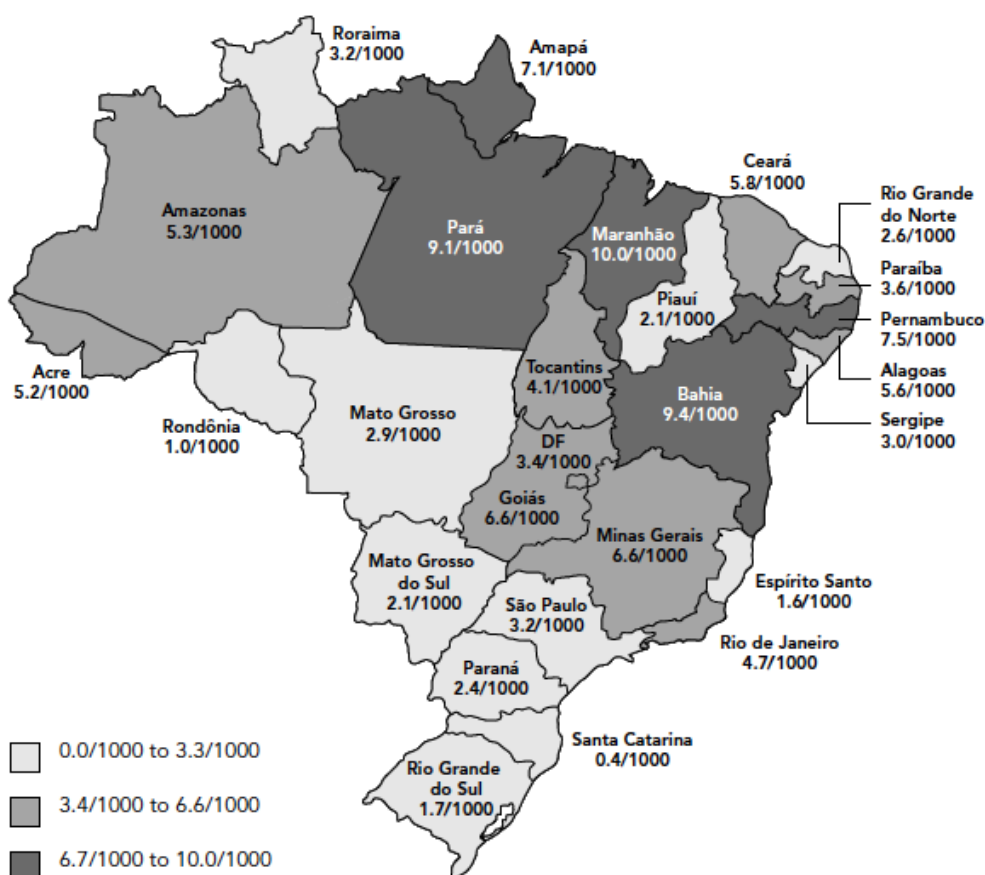 Roraima
3.2/1000
Amapá
7.1/1000
Ceará
5.8/1000
Rio Grande
do Norte
2.6/1000
Amazonas
5.3/1000
Pará
9.1/1000
Maranhão
10.0/1000
Paraíba
3.6/1000
Piauí
2.1/1000
Pernambuco
7.5/1000
Acre
5.2/1000
Tocantins
4.1/1000
Alagoas
5.6/1000
Bahia
9.4/1000
Sergipe
3.0/1000
Rondônia
1.0/1000
Mato Grosso
2.9/1000
DF
3.4/1000
Goiás
6.6/1000
Minas Gerais
6.6/1000
Mato Grosso
do Sul
2.1/1000
Espírito Santo
1.6/1000
São Paulo
3.2/1000
Rio de Janeiro
4.7/1000
Paraná
2.4/1000
Santa Catarina
0.4/1000
Rio Grande
do Sul
1.7/1000
0.0/1000 to 3.3/1000
3.4/1000 to 6.6/1000
6.7/1000 to 10.0/1000